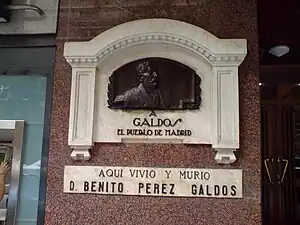 A
GALDOS
EL PUEBLO DE MADRID
AQUI VIVIO Y MURIO
D. BENITO PEREZ GALDOS